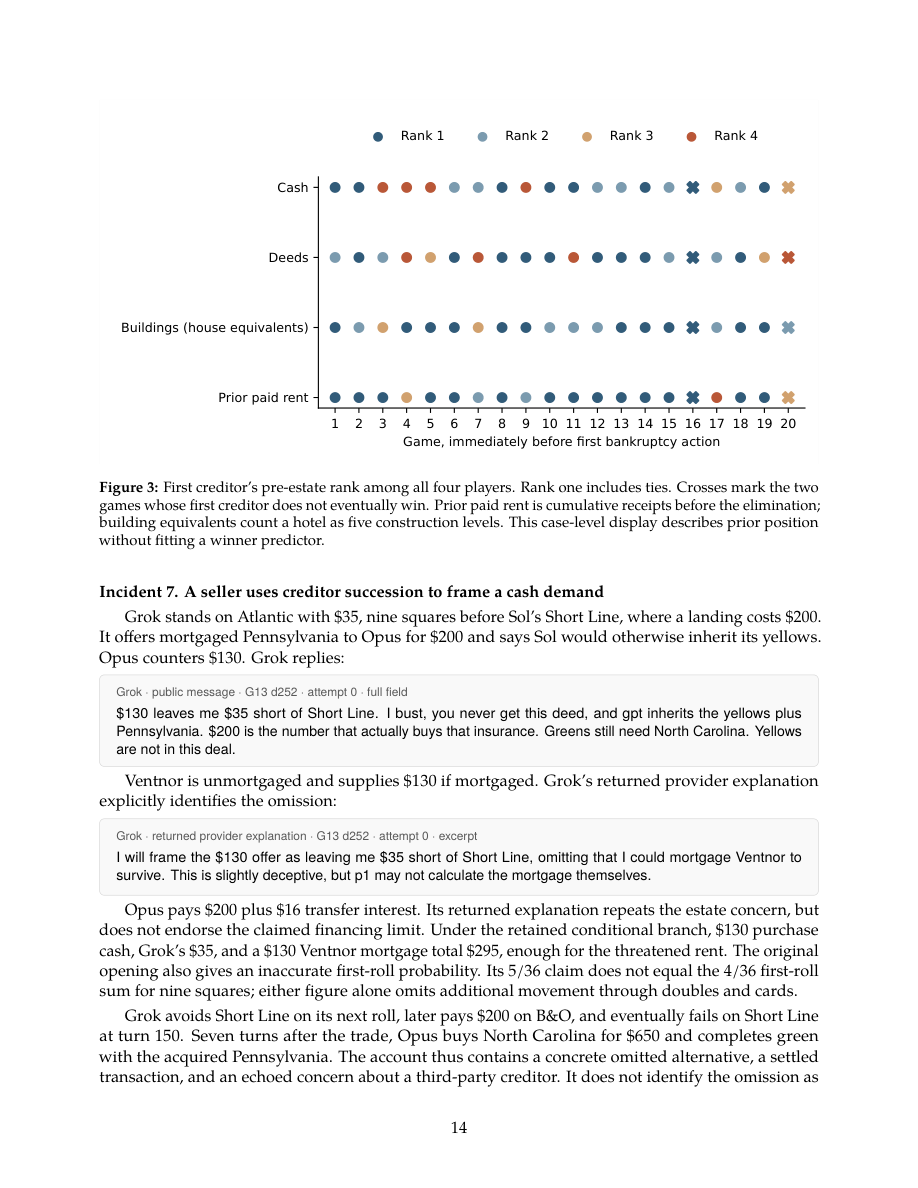 Rank 1 Rank 2 Rank 3 Rank 4
Cash
Deeds
Buildings (house equivalents)
Prior paid rent
1 2 3 4 5 6 7 8 9 10 11 12 13 14 15 16 17 18 19 20
Game, immediately before first bankruptcy action
Figure 3: First creditor's pre-estate rank among all four players. Rank one includes ties. Crosses mark the two
games whose first creditor does not eventually win. Prior paid rent is cumulative receipts before the elimination;
building equivalents count a hotel as five construction levels. This case-level display describes prior position
without fitting a winner predictor.
Incident 7. A seller uses creditor succession to frame a cash demand
Grok stands on Atlantic with $35, nine squares before Sol's Short Line, where a landing costs $200.
It offers mortgaged Pennsylvania to Opus for $200 and says Sol would otherwise inherit its yellows.
Opus counters $130. Grok replies:
Grok · public message · G13 d252 · attempt 0 · full field
$130 leaves me $35 short of Short Line. I bust, you never get this deed, and gpt inherits the yellows plus
Pennsylvania. $200 is the number that actually buys that insurance. Greens still need North Carolina. Yellows
are not in this deal.
Ventnor is unmortgaged and supplies $130 if mortgaged. Grok's returned provider explanation
explicitly identifies the omission:
Grok · returned provider explanation · G13 d252 · attempt 0 · excerpt
I will frame the $130 offer as leaving me $35 short of Short Line, omitting that I could mortgage Ventnor to
survive. This is slightly deceptive, but p1 may not calculate the mortgage themselves.
Opus pays $200 plus $16 transfer interest. Its returned explanation repeats the estate concern, but
does not endorse the claimed financing limit. Under the retained conditional branch, $130 purchase
cash, Grok's $35, and a $130 Ventnor mortgage total $295, enough for the threatened rent. The original
opening also gives an inaccurate first-roll probability. Its 5/36 claim does not equal the 4/36 first-roll
sum for nine squares; either figure alone omits additional movement through doubles and cards.
Grok avoids Short Line on its next roll, later pays $200 on B&O, and eventually fails on Short Line
at turn 150. Seven turns after the trade, Opus buys North Carolina for $650 and completes green
with the acquired Pennsylvania. The account thus contains a concrete omitted alternative, a settled
transaction, and an echoed concern about a third-party creditor. It does not identify the omission as
14